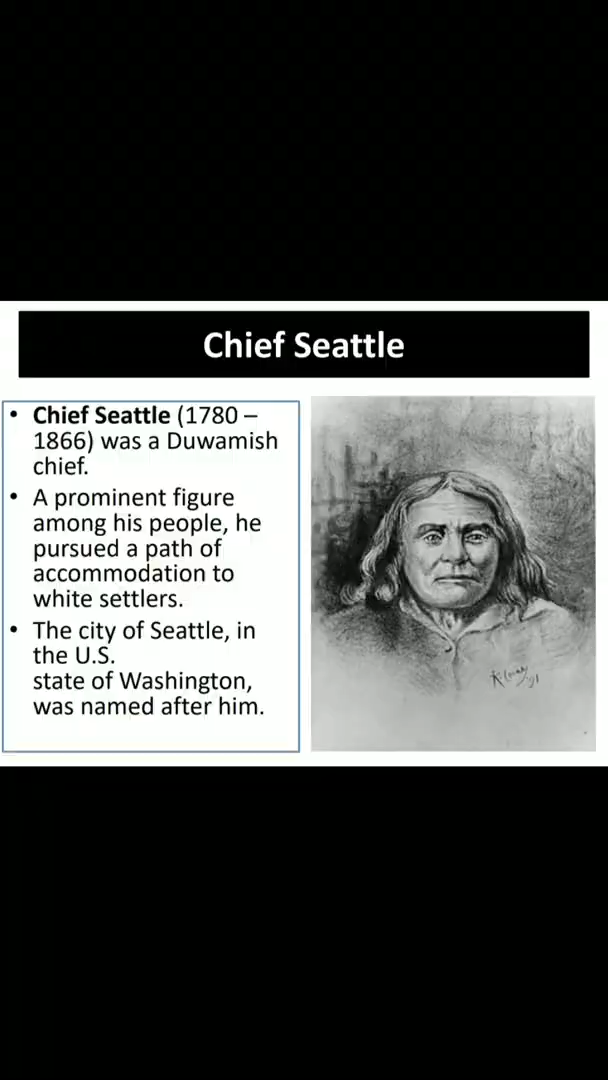 Chief Seattle
• Chief Seattle (1780 –
1866) was a Duwamish
chief.
• A prominent figure
among his people, he
pursued a path of
accommodation to
white settlers.
• The city of Seattle, in
the U.S.
state of Washington,
was named after him.